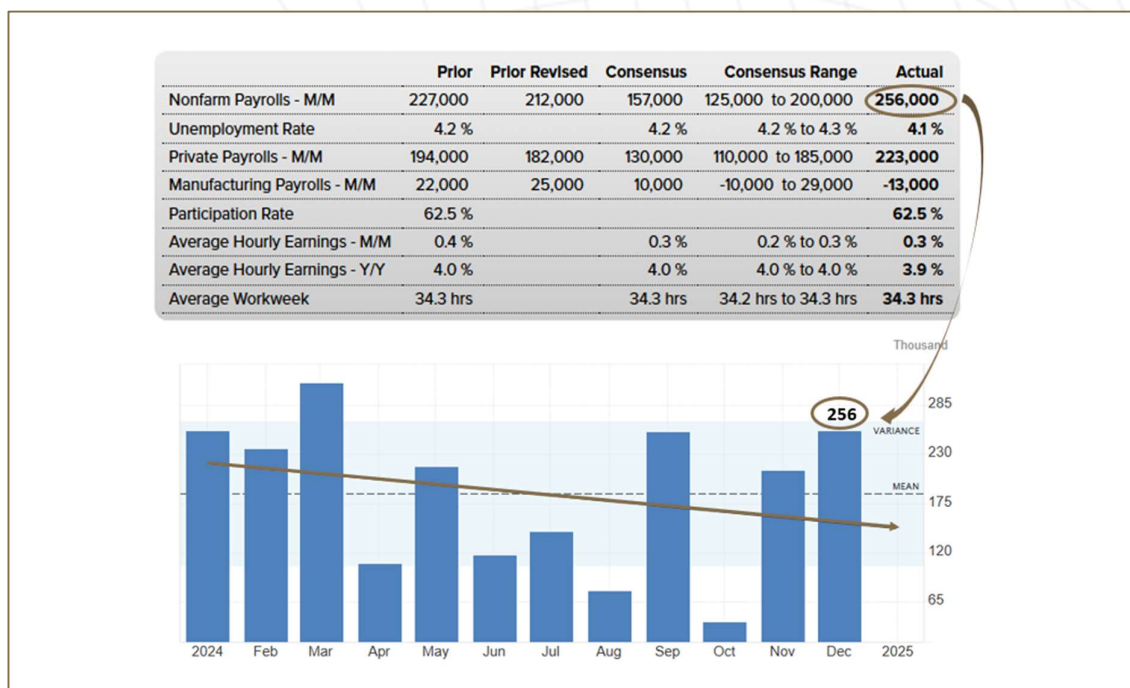 Prior Prior Revised Consensus Consensus Range Actual
Nonfarm Payrolls - M/M 227,000 212,000 157,000 125,000 to 200,000 256,000
Unemployment Rate 4.2 % 4.2 % 4.2 % to 4.3 % 4.1 %
Private Payrolls - M/M 194,000 182,000 130,000 110,000 to 185,000 223,000
Manufacturing Payrolls - M/M 22,000 25,000 10,000 -10,000 to 29,000 -13,000
Participation Rate 62.5 % 62.5 %
Average Hourly Earnings - M/M 0.4 % 0.3 % 0.2 % to 0.3 % 0.3 %
Average Hourly Earnings - Y/Y 4.0 % 4.0 % 4.0 % to 4.0 % 3.9 %
Average Workweek 34.3 hrs 34.3 hrs 34.2 hrs to 34.3 hrs 34.3 hrs
Thousand
285
256
VARIANCE
230
MEAN
175
120
65
2024 Feb Mar Apr May Jun Jul Aug Sep Oct Nov Dec 2025